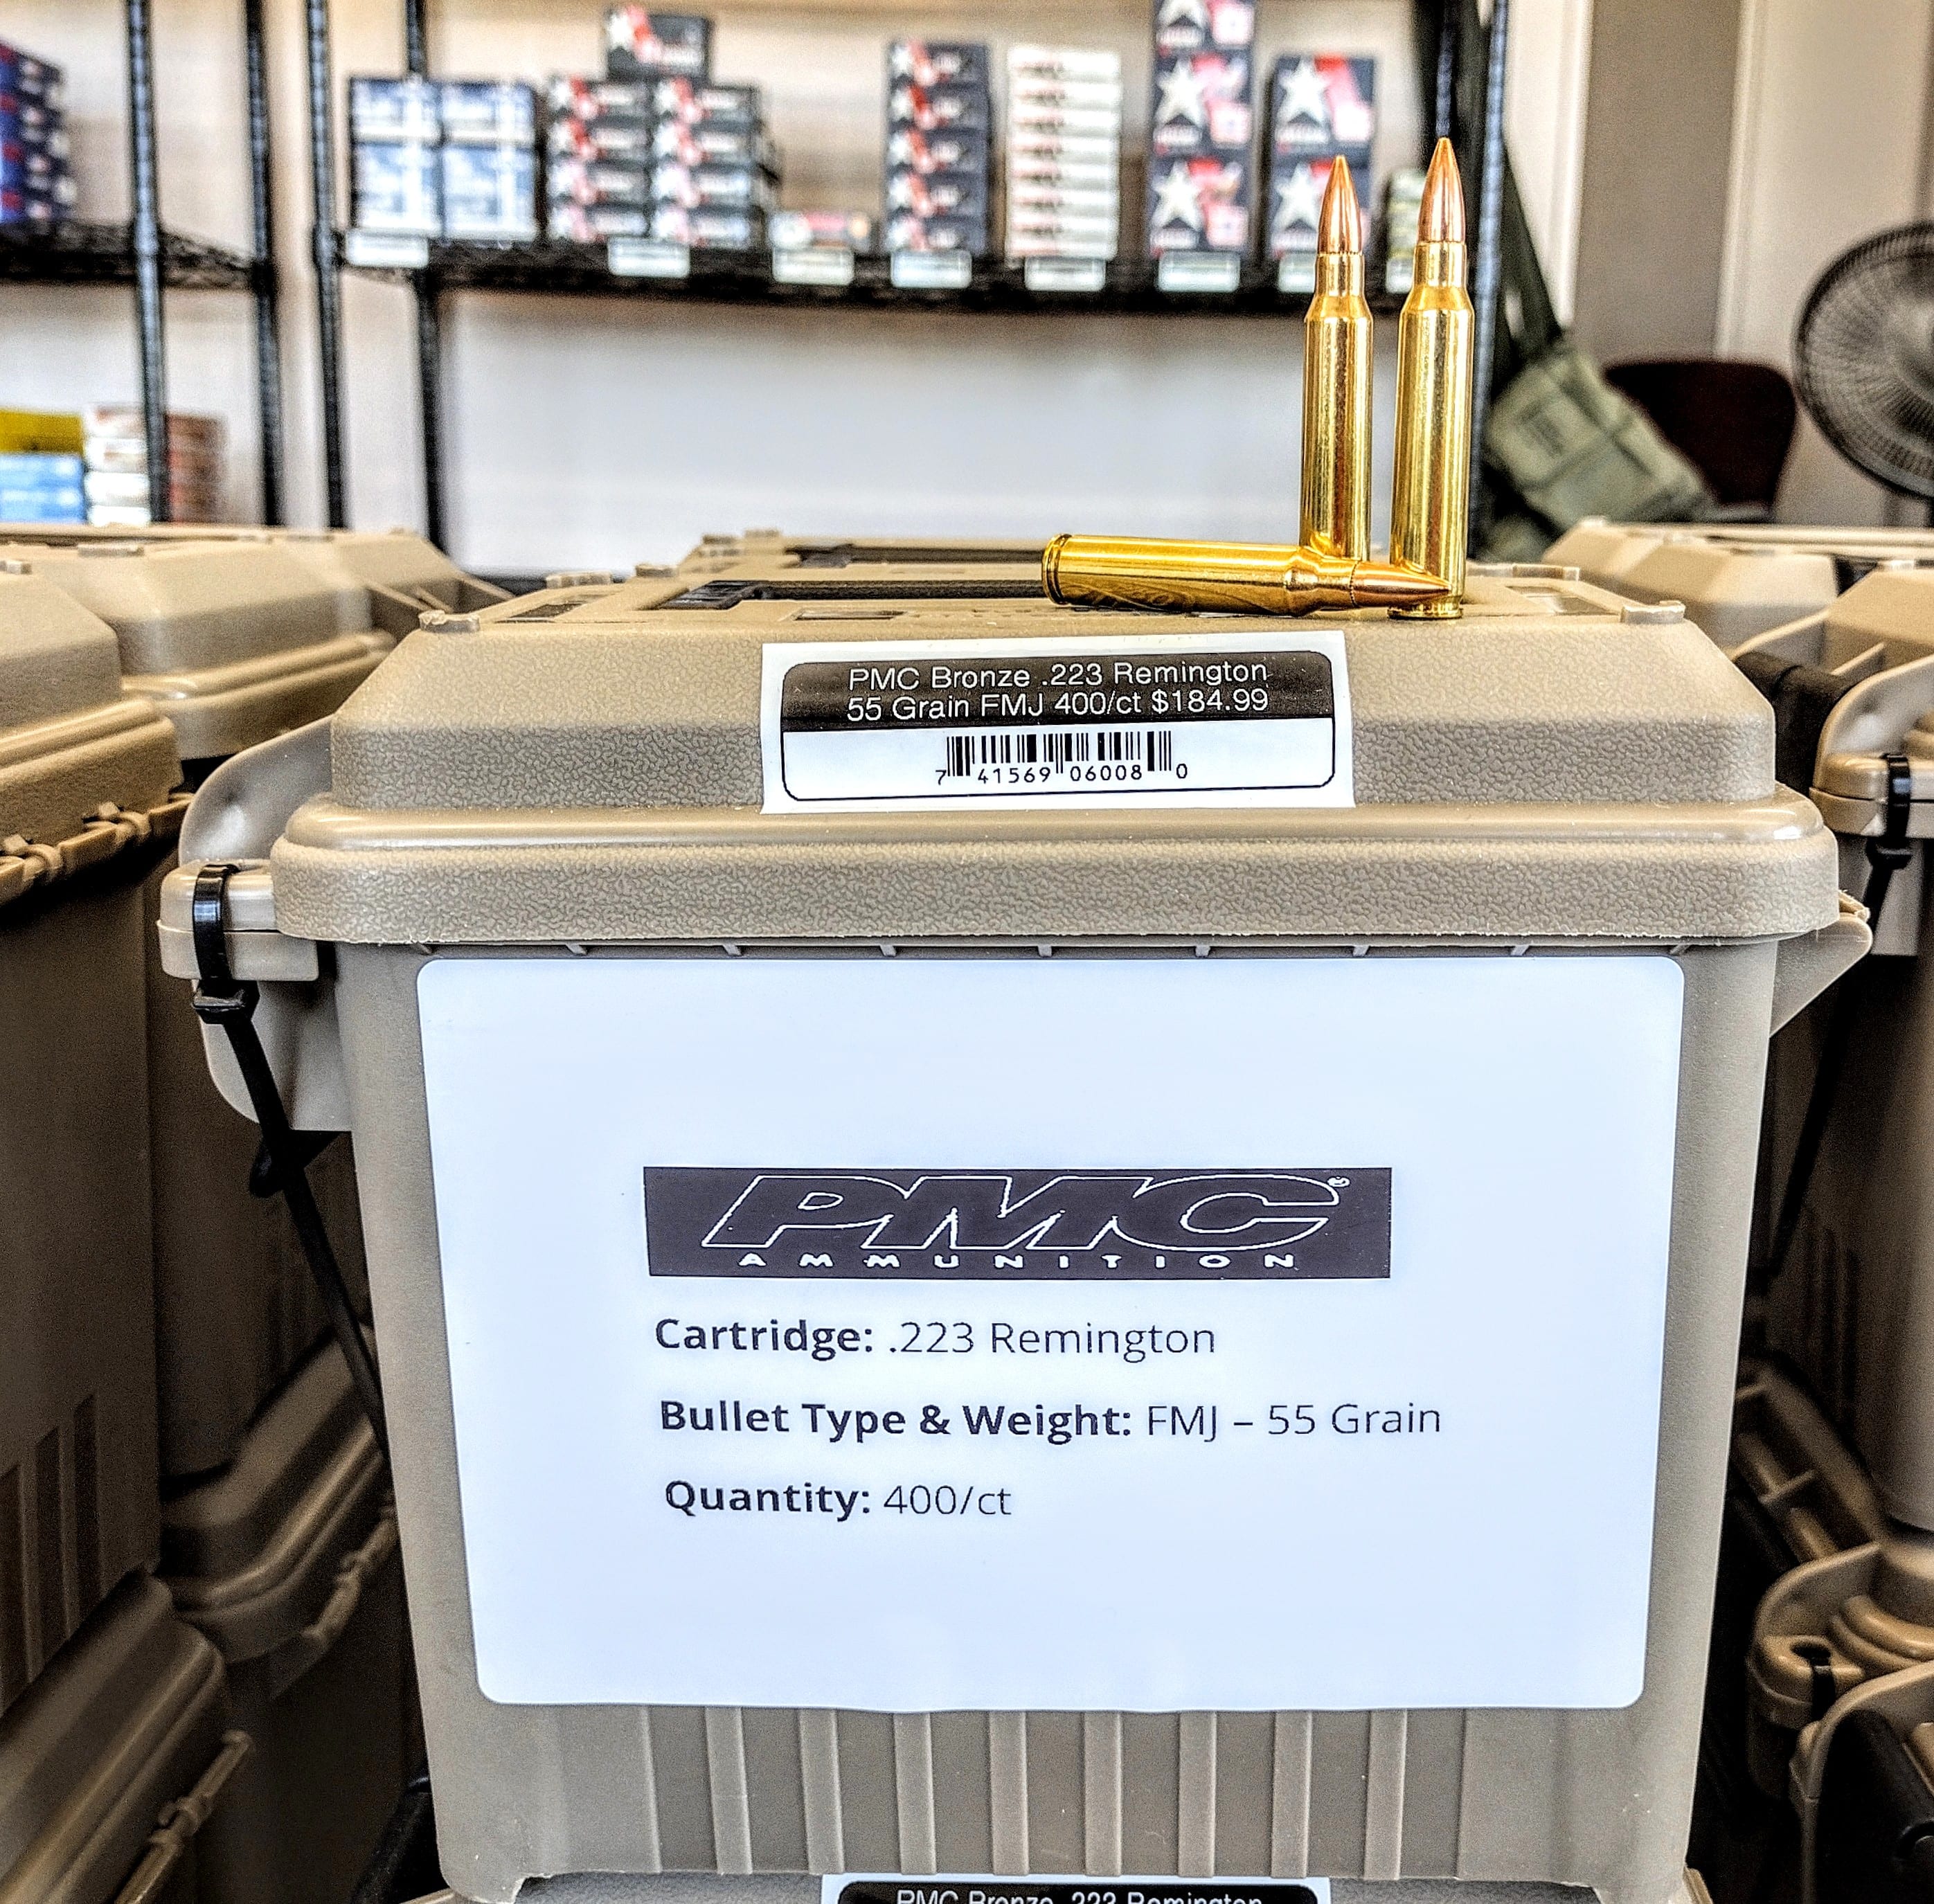 PMC Bronze .223 Remington
55 Grain FMJ 400/ct $184.99
7 41569 06008 0
PMC
AMMUNITION
Cartridge: .223 Remington
Bullet Type & Weight: FMJ – 55 Grain
Quantity: 400/ct
PMC Bronze .223 Remington